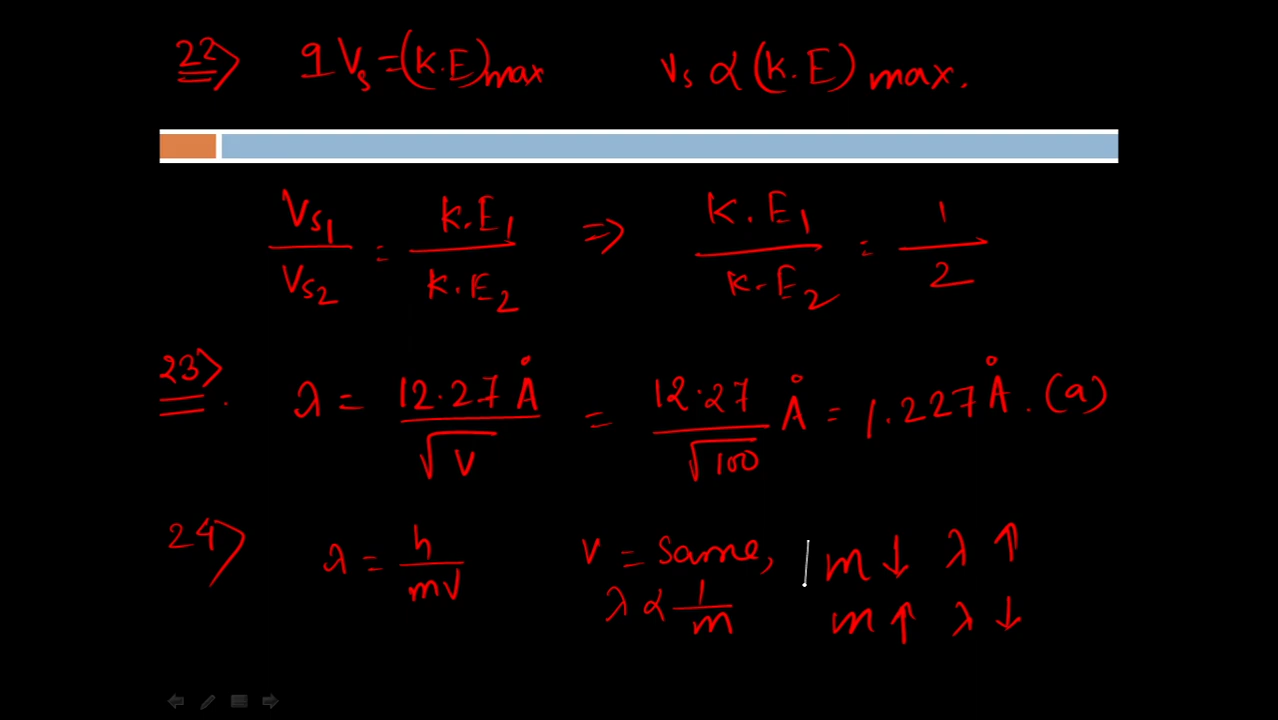 22> qVs = (K.E)max Vs α (K.E) max.
Vs1/Vs2 = K.E1/K.E2 => K.E1/K.E2 = 1/2
23>. λ = 12.27 Å/√V = 12.27/√100 Å = 1.227 Å. (a)
24> λ = h/mv v = Same, m ↓ λ ↑
λ α 1/m m ↑ λ ↓